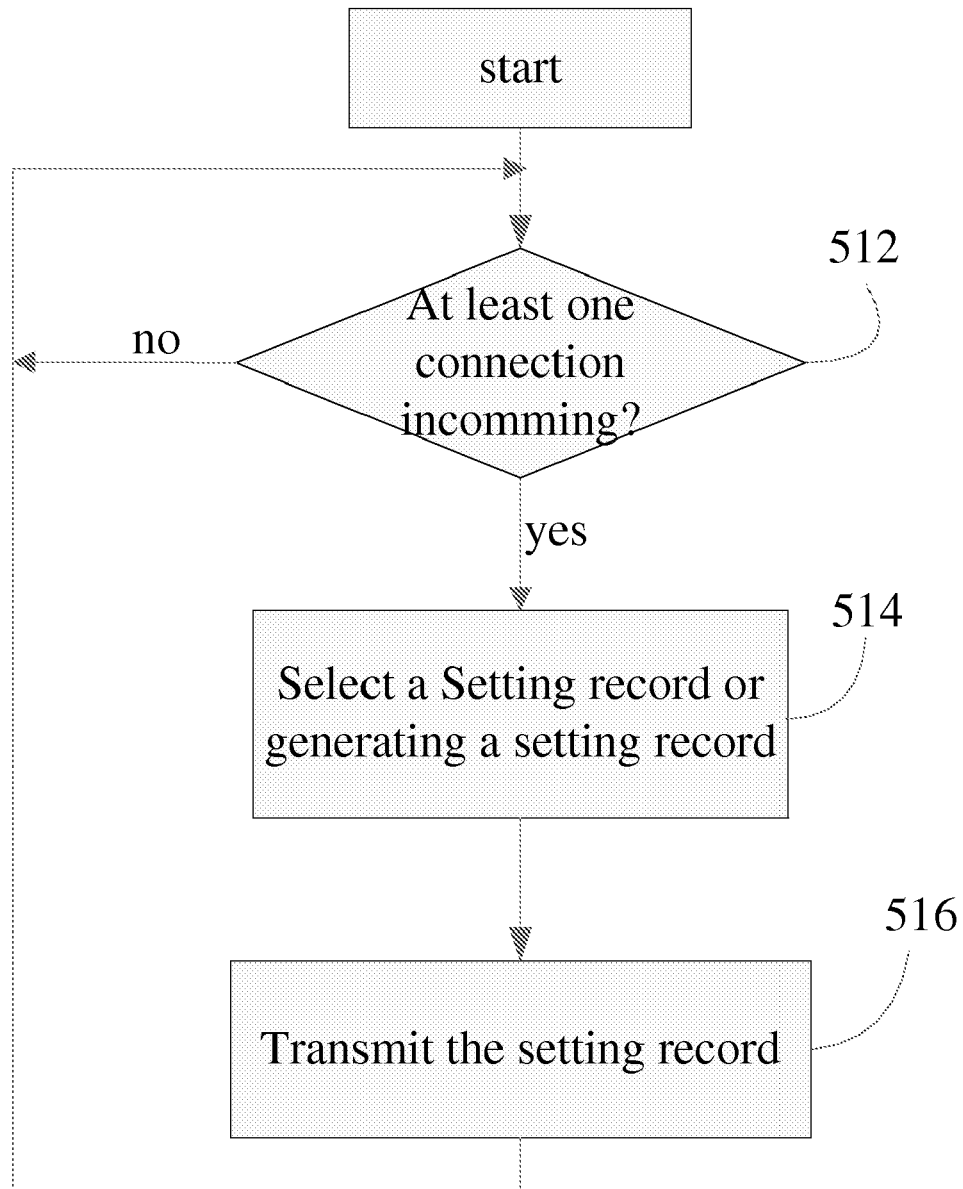 start
512
At least one
connection
incomming?
no
yes
514
Select a Setting record or
generating a setting record
516
Transmit the setting record